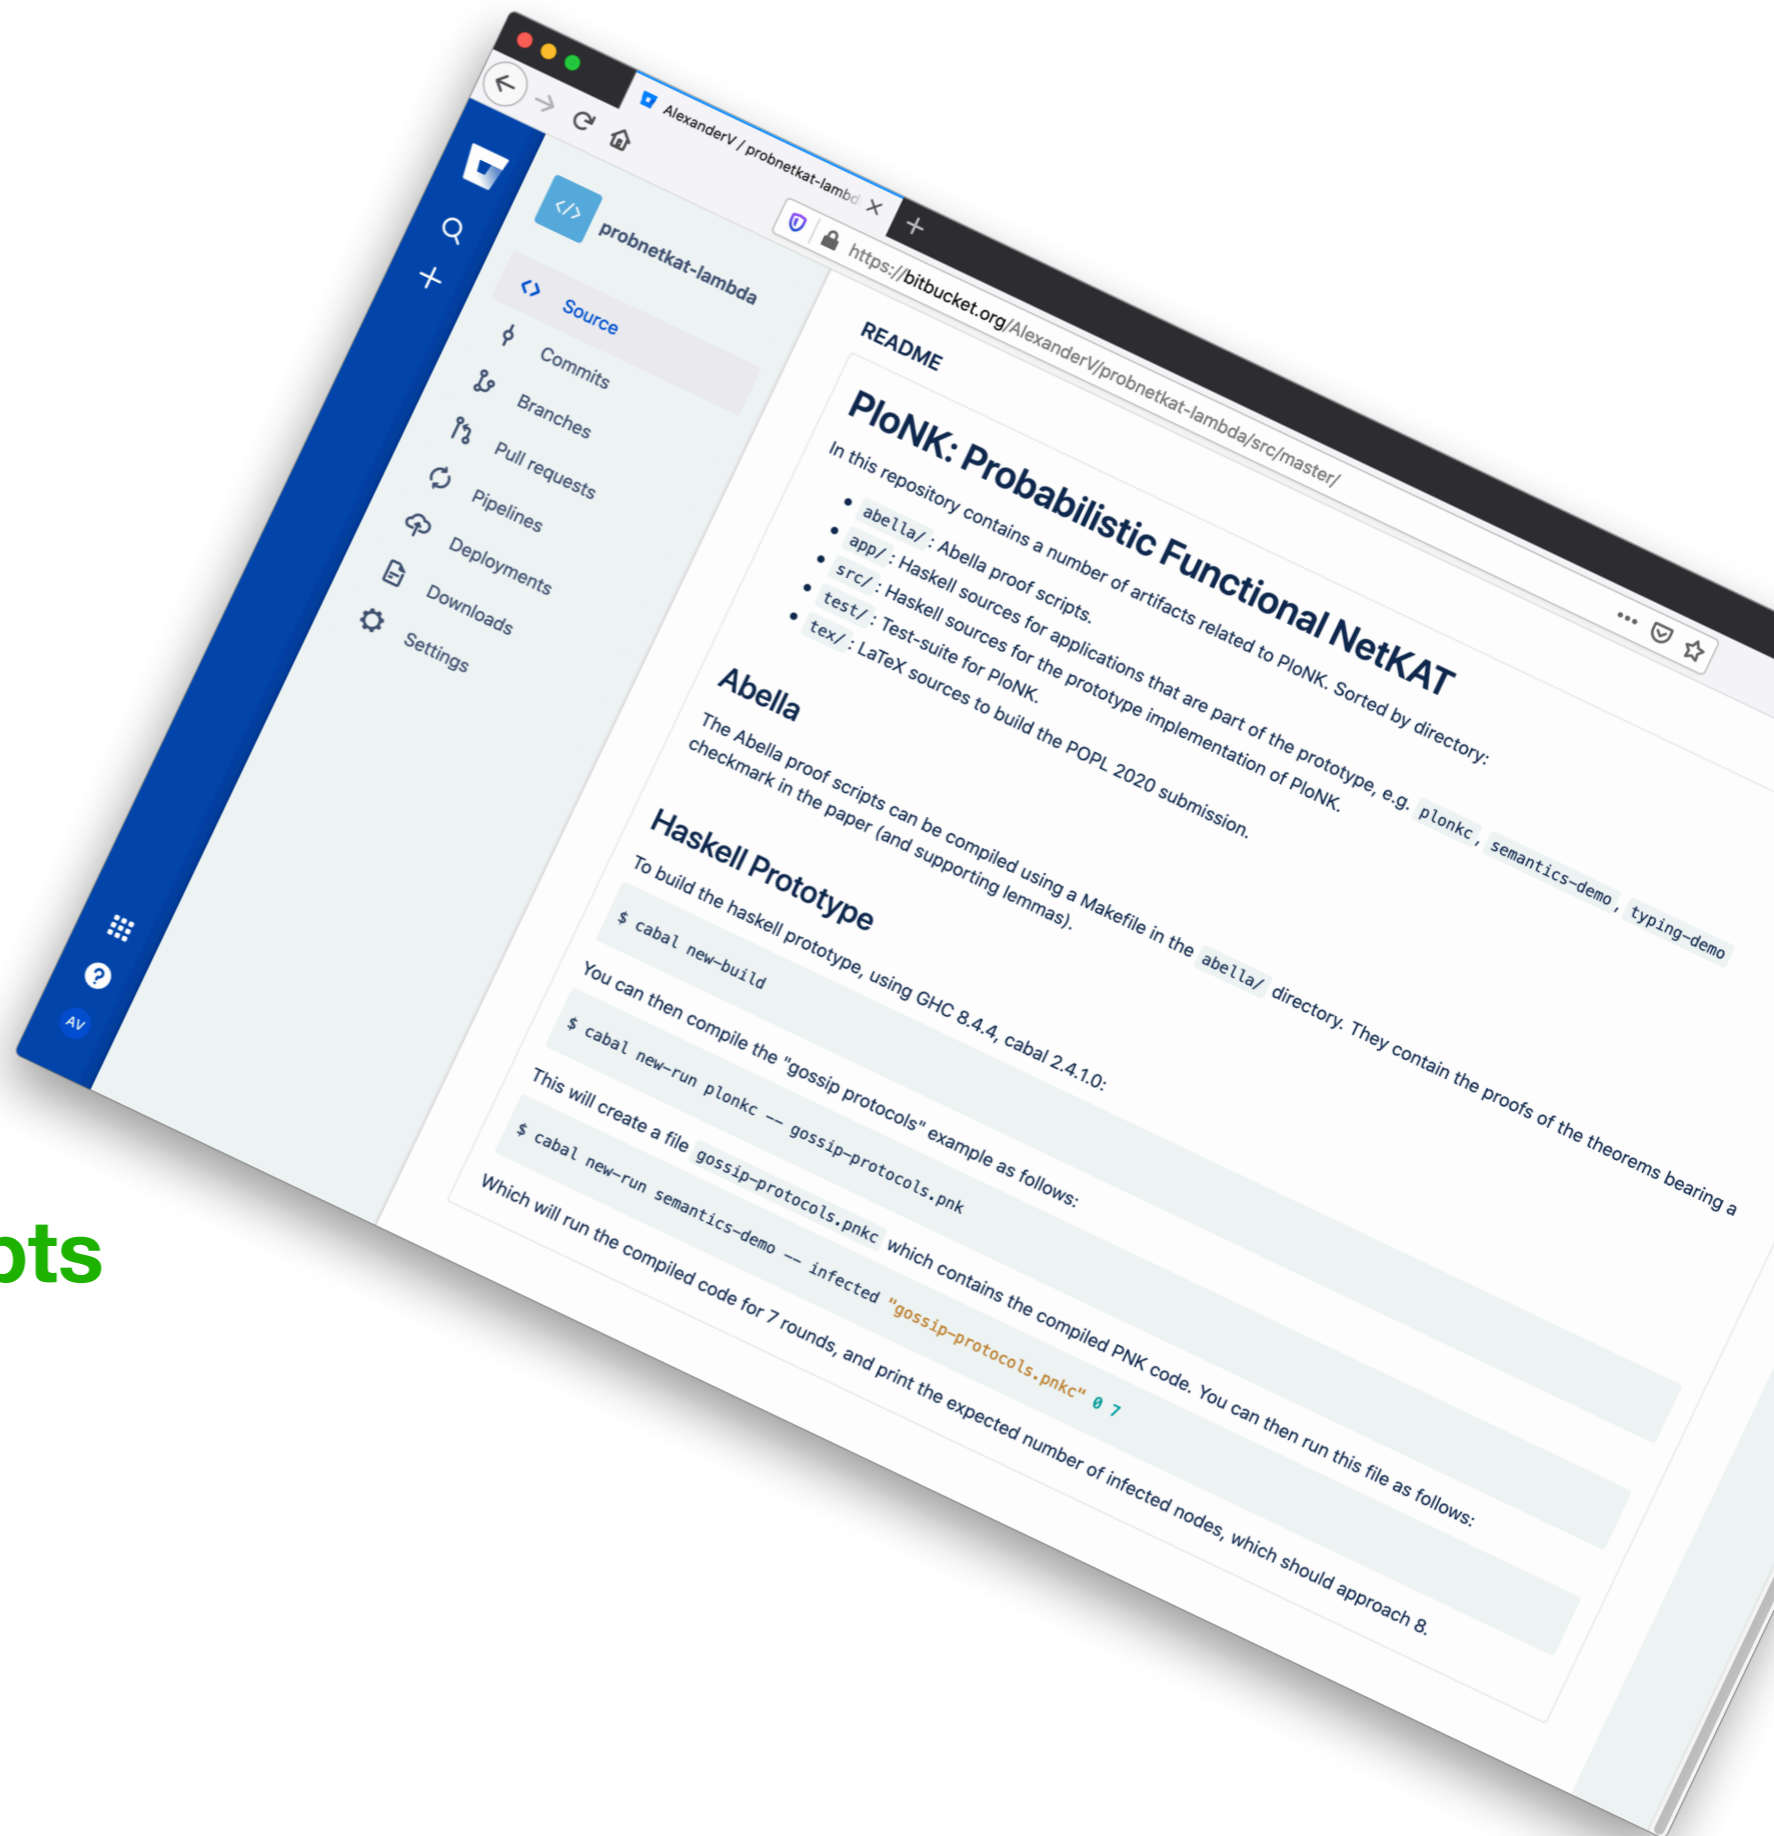 AlexanderV / probnetkat-lambd
https://bitbucket.org/AlexanderV/probnetkat-lambda/src/master/
probnetkat-lambda
Source
Commits
Branches
Pull requests
Pipelines
Deployments
Downloads
Settings
AV
README
PloNK: Probabilistic Functional NetKAT
In this repository contains a number of artifacts related to PloNK. Sorted by directory:
• abella/ : Abella proof scripts.
• app/ : Haskell sources for applications that are part of the prototype, e.g. plonkc, semantics-demo, typing-demo
• src/ : Haskell sources for the prototype implementation of PloNK.
• test/ : Test-suite for PloNK.
• tex/ : LaTeX sources to build the POPL 2020 submission.
Abella
The Abella proof scripts can be compiled using a Makefile in the abella/ directory. They contain the proofs of the theorems bearing a
checkmark in the paper (and supporting lemmas).
Haskell Prototype
To build the haskell prototype, using GHC 8.4.4, cabal 2.4.1.0:
$ cabal new-build
You can then compile the "gossip protocols" example as follows:
$ cabal new-run plonkc -- gossip-protocols.pnk
This will create a file gossip-protocols.pnkc which contains the compiled PNK code. You can then run this file as follows:
$ cabal new-run semantics-demo -- infected "gossip-protocols.pnkc" 0 7
Which will run the compiled code for 7 rounds, and print the expected number of infected nodes, which should approach 8.
pts